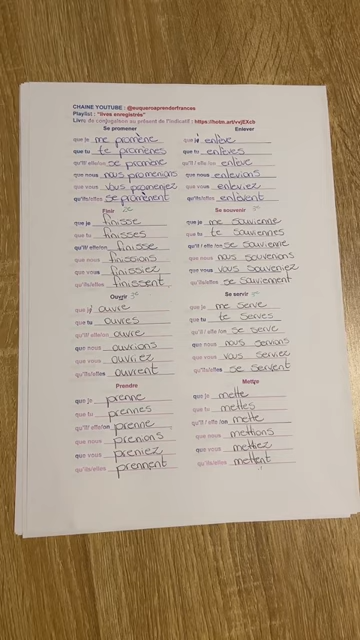 CHAINE YOUTUBE : @euqueroaprenderfrances
Playlist : "lives enregistrées"
Livre de conjugaison au présent de l'indicatif : https://hotm.art/vvjEXcb
Se promener
que je me promène
que tu te promènes
qu'il/ elle/on se promène
que nous nous promenions
que vous vous promeniez
qu'ils/elles se promènent
Enlever
que j' enlève
que tu enlèves
qu'il / elle /on enlève
que nous enlevions
que vous enleviez
qu'ils/elles enlèvent
Finir
que je finisse
que tu finisses
qu'il/ elle/on finisse
que nous finissions
que vous finissiez
qu'ils/elles finissent
Se souvenir
que je me souvienne
que tu te souviennes
qu'il / elle /on se souvienne
que nous nous souvenions
que vous vous souveniez
qu'ils/elles se souviennent
Ouvrir
que j' ouvre
que tu ouvres
qu'il/ elle/on ouvre
que nous ouvrions
que vous ouvriez
qu'ils/elles ouvrent
Se servir
que je me serve
que tu te serves
qu'il / elle /on se serve
que nous nous servions
que vous vous serviez
qu'ils/elles se servent
Prendre
que je prenne
que tu prennes
qu'il/ elle/on prenne
que nous prenions
que vous preniez
qu'ils/elles prennent
que je mette
que tu mettes
qu'il / elle /on mette
que nous mettions
que vous mettiez
qu'ils/elles mettent